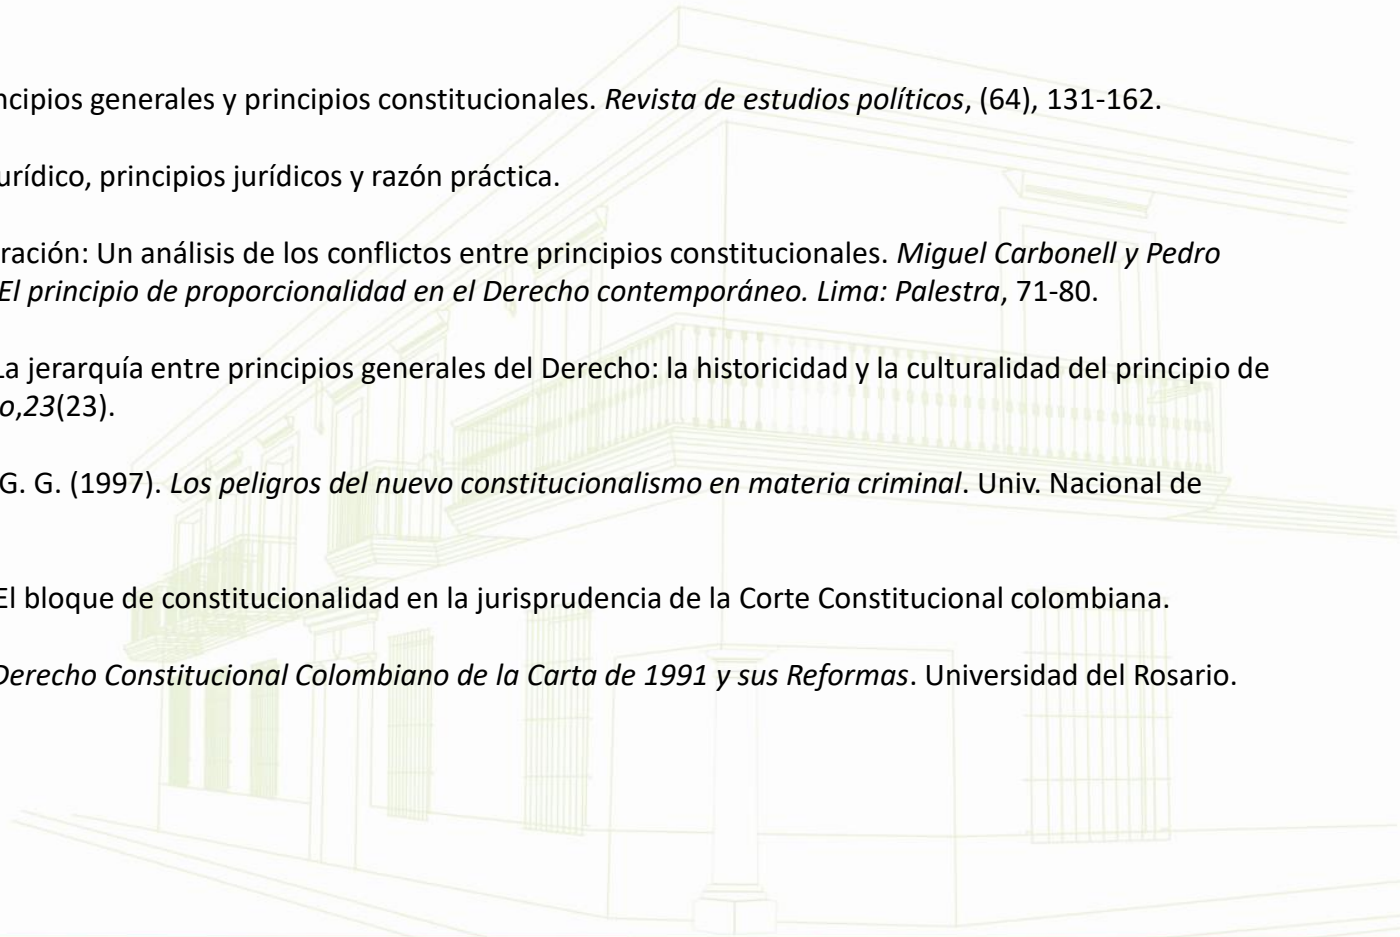 ncipios generales y principios constitucionales. Revista de estudios políticos, (64), 131-162.
urídico, principios jurídicos y razón práctica.
ración: Un análisis de los conflictos entre principios constitucionales. Miguel Carbonell y Pedro
El principio de proporcionalidad en el Derecho contemporáneo. Lima: Palestra, 71-80.
La jerarquía entre principios generales del Derecho: la historicidad y la culturalidad del principio de
o,23(23).
G. G. (1997). Los peligros del nuevo constitucionalismo en materia criminal. Univ. Nacional de
El bloque de constitucionalidad en la jurisprudencia de la Corte Constitucional colombiana.
Derecho Constitucional Colombiano de la Carta de 1991 y sus Reformas. Universidad del Rosario.